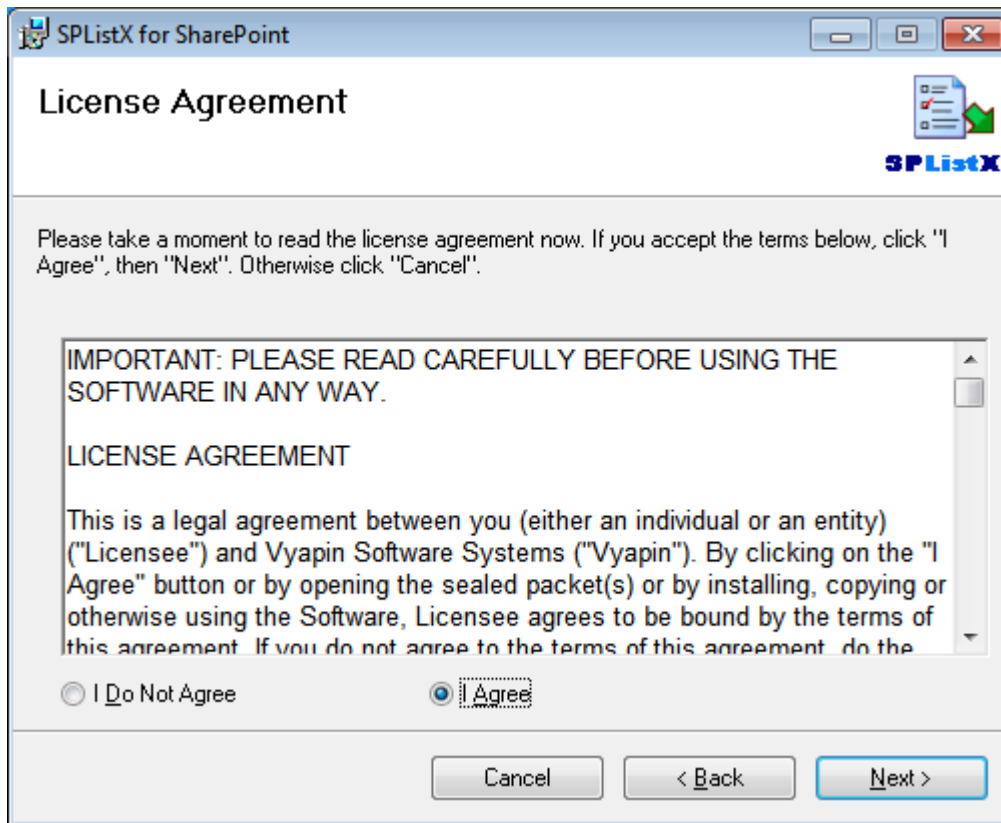 SPListX for SharePoint
License Agreement
SPListX
Please take a moment to read the license agreement now. If you accept the terms below, click "I
Agree", then "Next". Otherwise click "Cancel".
IMPORTANT: PLEASE READ CAREFULLY BEFORE USING THE
SOFTWARE IN ANY WAY.
LICENSE AGREEMENT
This is a legal agreement between you (either an individual or an entity)
("Licensee") and Vyapin Software Systems ("Vyapin"). By clicking on the "I
Agree" button or by opening the sealed packet(s) or by installing, copying or
otherwise using the Software, Licensee agrees to be bound by the terms of
this agreement. If you do not agree to the terms of this agreement, do the
I Do Not Agree
I Agree
Cancel
< Back
Next >